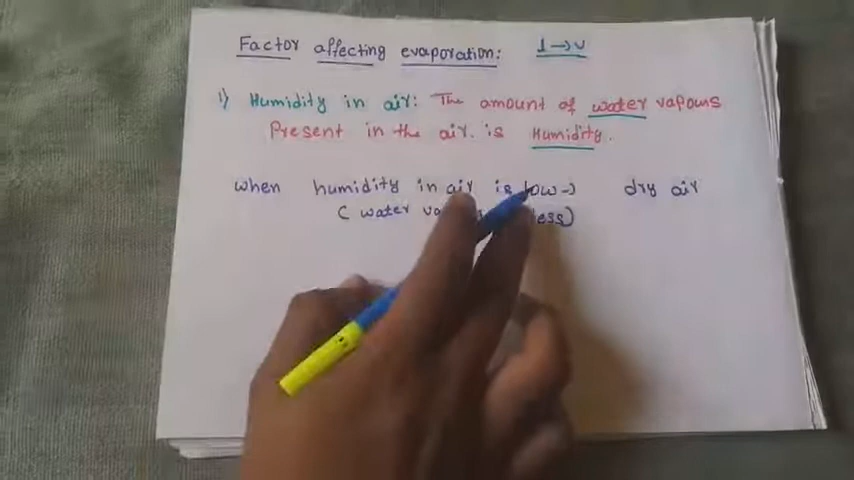 Factor affecting evaporation: l→v
1) Humidity in air: The amount of water vapous
Present in the air. is Humidity.
when humidity in air is low → dry air
( water less)